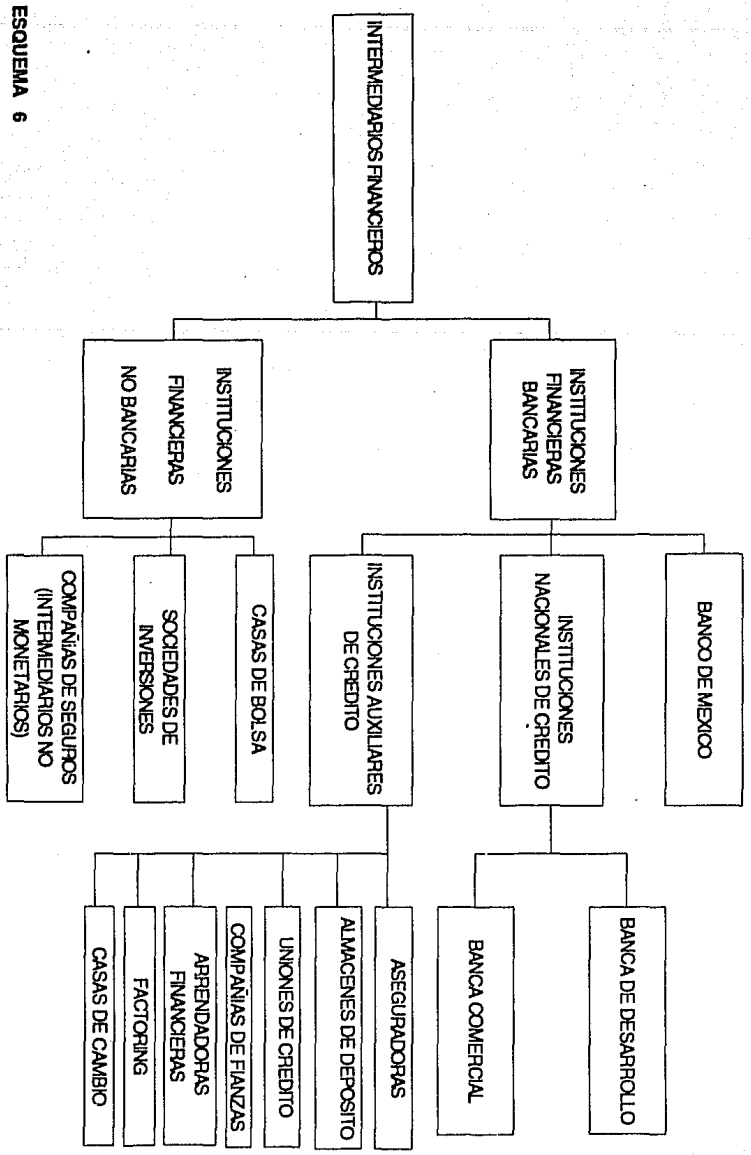 INTERMEDIARIOS FINANCIEROS
INSTITUCIONES
FINANCIERAS
BANCARIAS
INSTITUCIONES
FINANCIERAS
NO BANCARIAS
BANCO DE MEXICO
INSTITUCIONES
NACIONALES DE CREDITO
INSTITUCIONES AUXILIARES
DE CREDITO
CASAS DE BOLSA
SOCIEDADES DE
INVERSIONES
COMPAÑIAS DE SEGUROS
(INTERMEDIARIOS NO
MONETARIOS)
BANCA DE DESARROLLO
BANCA COMERCIAL
ASEGURADORAS
ALMACENES DE DEPOSITO
UNIONES DE CREDITO
COMPAÑIAS DE FIANZAS
ARRENDADORAS
FINANCIERAS
FACTORING
CASAS DE CAMBIO
ESQUEMA 6